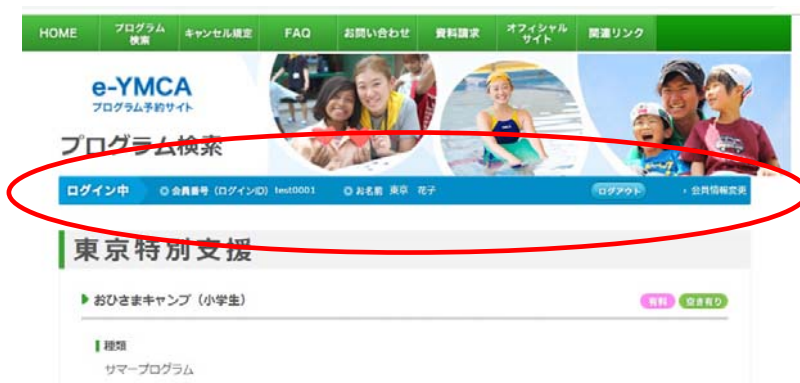 HOME プログラム検索 キャンセル規定 FAQ お問い合わせ 資料請求 オフィシャルサイト 関連リンク
e-YMCA
プログラム予約サイト
プログラム検索
ログイン中 ◎会員番号（ログインID）test0001 ◎お名前 東京 花子 ログアウト › 会員情報変更
東京特別支援
おひさまキャンプ（小学生） 有料 空き有り
種類
サマープログラム